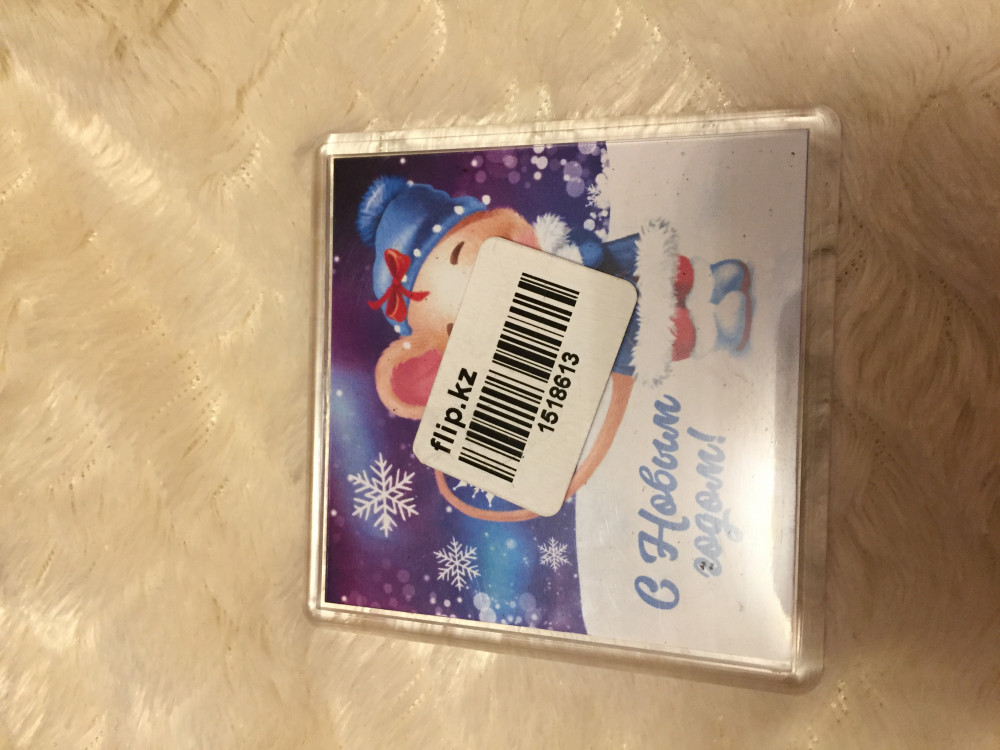 flip.kz
1518613
С Новым
годом!